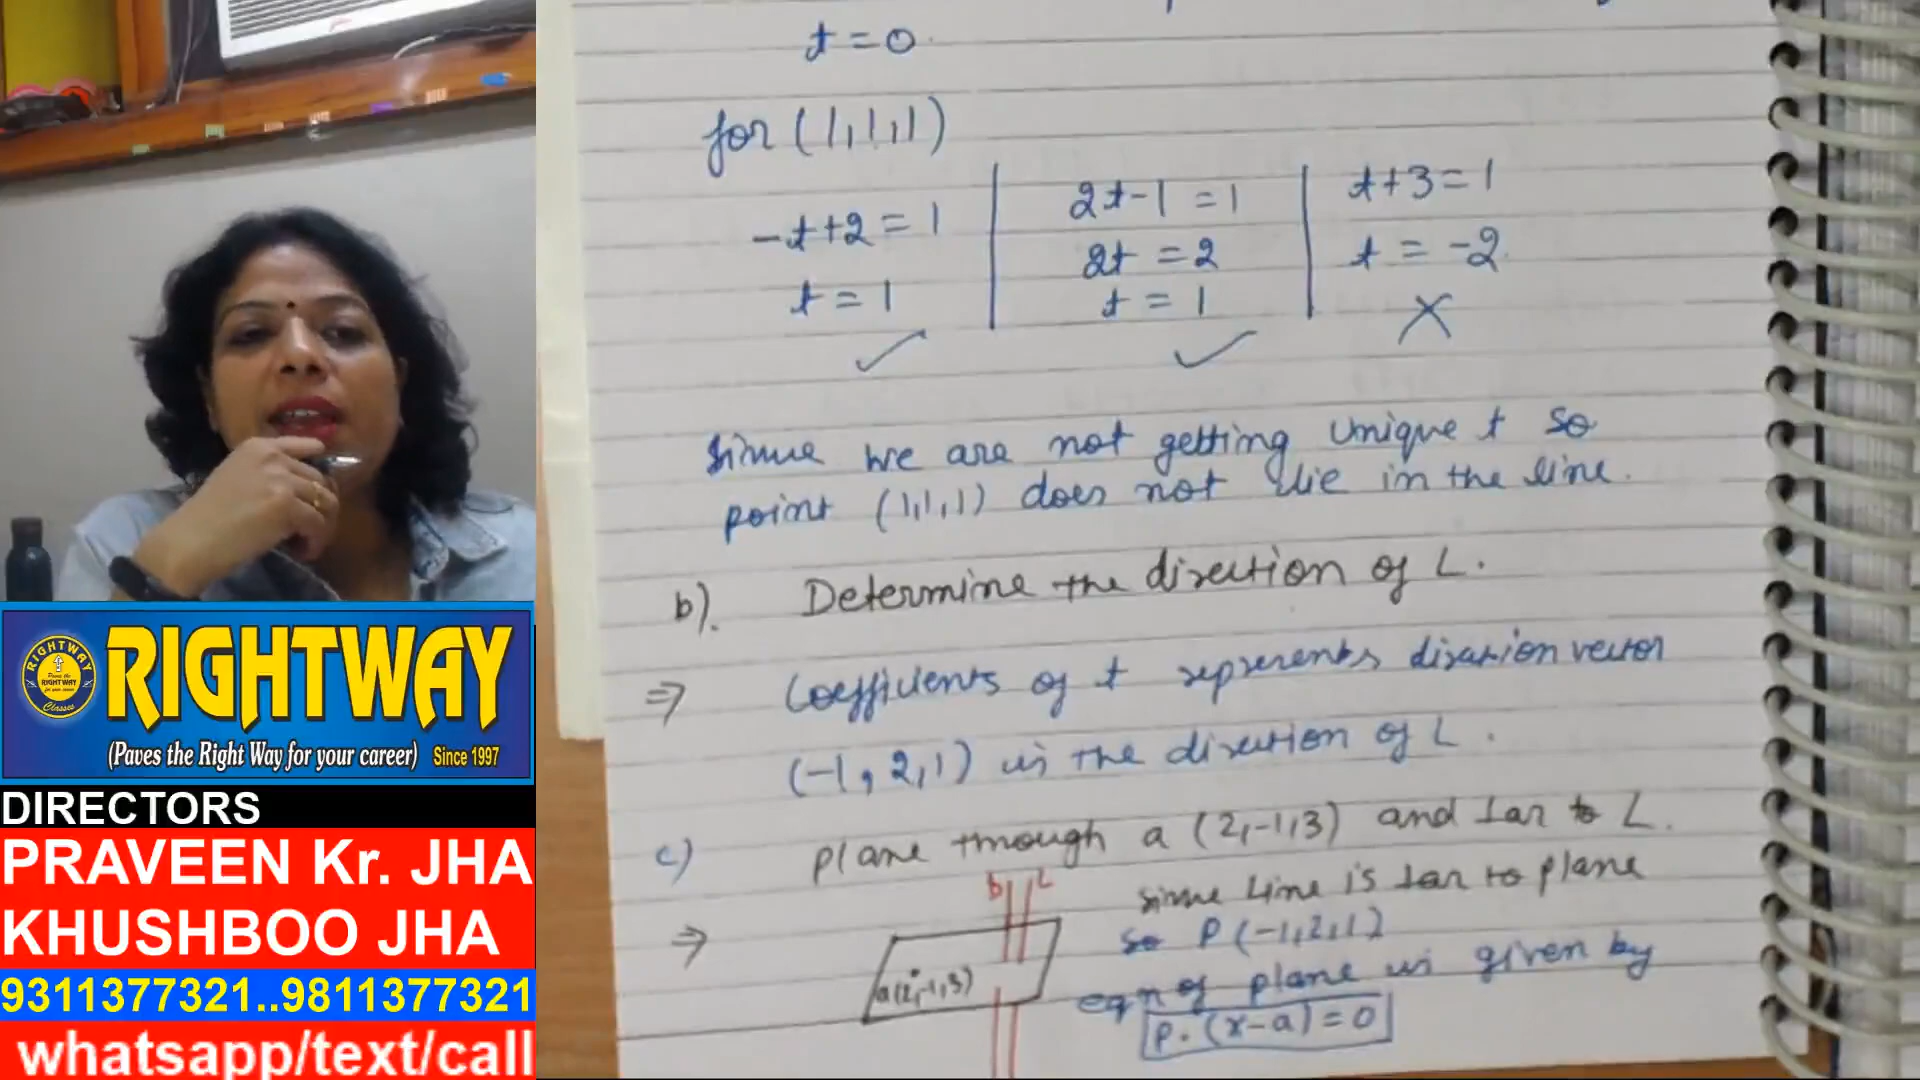 t = 0
for (1,1,1)
-t+2 = 1
t = 1
2t-1 = 1
2t = 2
t = 1
t+3 = 1
t = -2
Since we are not getting unique t so
point (1,1,1) does not lie in the line.
b). Determine the direction of L.
=> Coefficients of t represents direction vector
(-1, 2, 1) is the direction of L.
c) plane through a (2,-1,3) and ⊥ar to L.
=> since line is ⊥ar to plane
b L
a(2,-1,3)
so P(-1,2,1)
eqn of plane is given by
P.(x-a)=0
RIGHTWAY
RIGHTWAY
Classes
(Paves the Right Way for your career) Since 1997
DIRECTORS
PRAVEEN Kr. JHA
KHUSHBOO JHA
9311377321..9811377321
whatsapp/text/call